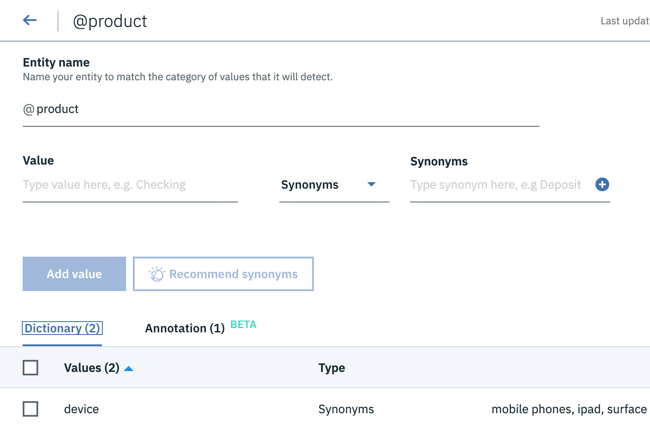 @product
Last updat
Entity name
Name your entity to match the category of values that it will detect.
@product
Value
Synonyms
Type value here, e.g. Checking
Synonyms
Type synonym here, e.g Deposit
Add value
Recommend synonyms
Dictionary (2)
Annotation (1) BETA
Values (2)
Type
device
Synonyms
mobile phones, ipad, surface